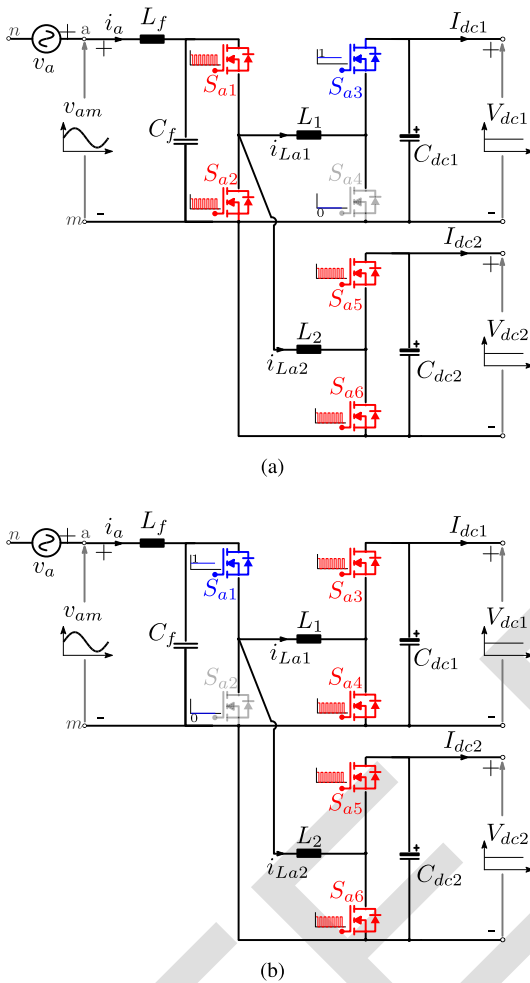 n
+
a
i_a
L_f
I_dc1
v_a
+
1
+
S_a1
S_a3
v_am
L_1
V_dc1
C_f
+
i_La1
C_dc1
S_a2
S_a4
0
m
-
-
I_dc2
+
S_a5
V_dc2
L_2
+
i_La2
C_dc2
S_a6
-
(a)
n
+
a
i_a
L_f
I_dc1
v_a
+
1
+
S_a1
S_a3
v_am
L_1
V_dc1
C_f
+
i_La1
C_dc1
S_a2
S_a4
0
m
-
-
I_dc2
+
S_a5
V_dc2
L_2
+
i_La2
C_dc2
S_a6
-
(b)